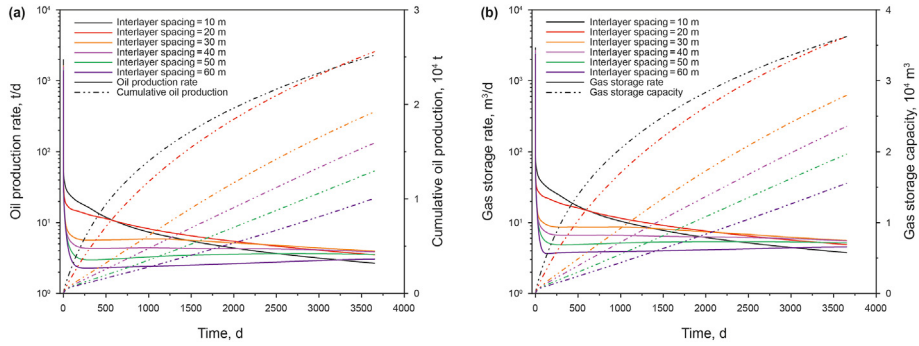 (a)
Interlayer spacing = 10 m
Interlayer spacing = 20 m
Interlayer spacing = 30 m
Interlayer spacing = 40 m
Interlayer spacing = 50 m
Interlayer spacing = 60 m
Oil production rate
Cumulative oil production
Oil production rate, t/d
10⁴
10³
10²
10¹
10⁰
Cumulative oil production, 10⁴ t
3
2
1
0
0 500 1000 1500 2000 2500 3000 3500 4000
Time, d
(b)
Interlayer spacing = 10 m
Interlayer spacing = 20 m
Interlayer spacing = 30 m
Interlayer spacing = 40 m
Interlayer spacing = 50 m
Interlayer spacing = 60 m
Gas storage rate
Gas storage capacity
Gas storage rate, m³/d
10⁴
10³
10²
10¹
10⁰
Gas storage capacity, 10⁴ m³
4
3
2
1
0
0 500 1000 1500 2000 2500 3000 3500 4000
Time, d